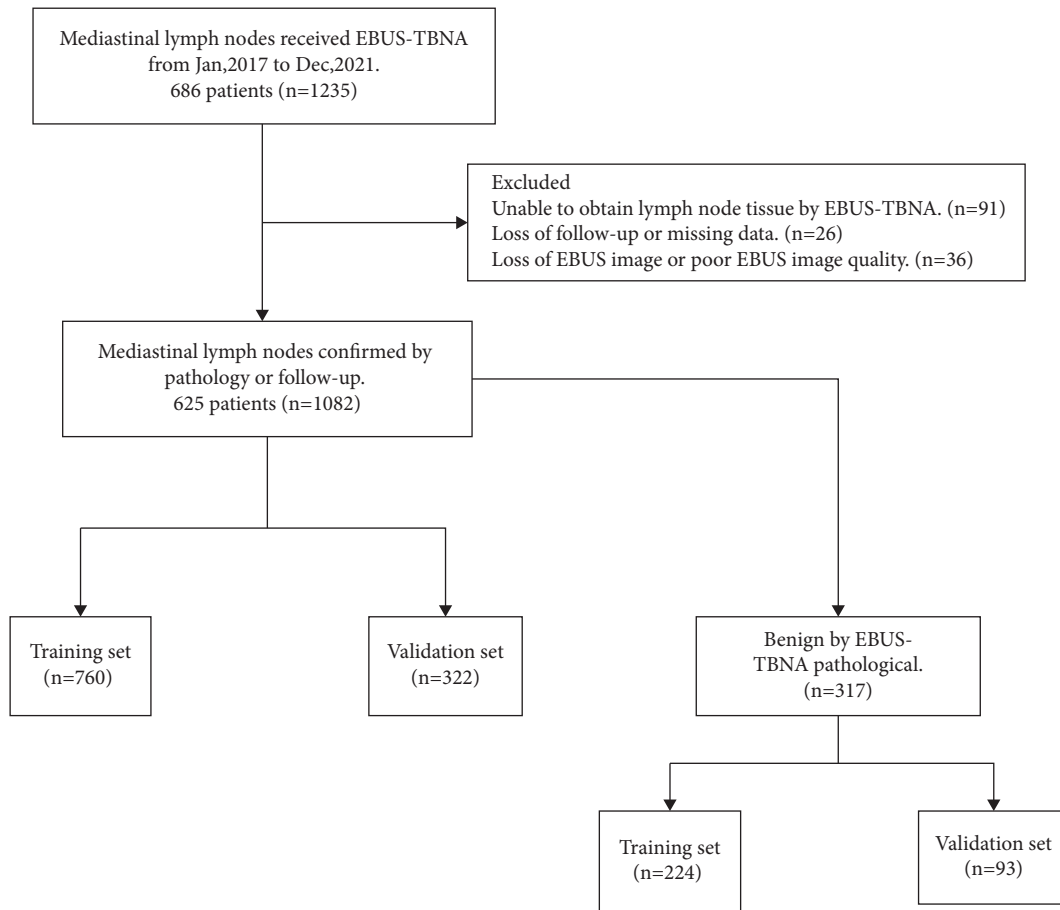 Mediastinal lymph nodes received EBUS-TBNA
from Jan,2017 to Dec,2021.
686 patients (n=1235)
Excluded
Unable to obtain lymph node tissue by EBUS-TBNA. (n=91)
Loss of follow-up or missing data. (n=26)
Loss of EBUS image or poor EBUS image quality. (n=36)
Mediastinal lymph nodes confirmed by
pathology or follow-up.
625 patients (n=1082)
Training set
(n=760)
Validation set
(n=322)
Benign by EBUS-
TBNA pathological.
(n=317)
Training set
(n=224)
Validation set
(n=93)